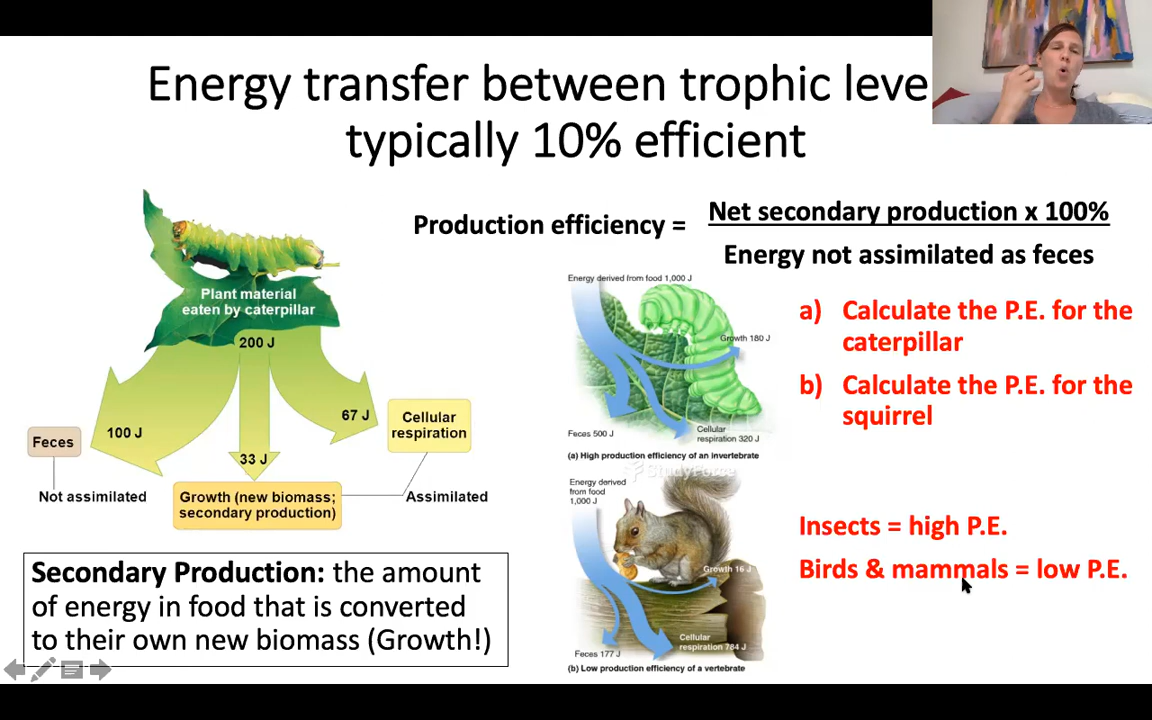 Energy transfer between trophic leve
typically 10% efficient
Production efficiency =
Net secondary production x 100%
Energy not assimilated as feces
Plant material
eaten by caterpillar
200 J
100 J
33 J
67 J
Feces
Cellular
respiration
Not assimilated
Growth (new biomass;
secondary production)
Assimilated
Secondary Production: the amount
of energy in food that is converted
to their own new biomass (Growth!)
Energy derived from food 1,000 J
Growth 180 J
Feces 500 J
Cellular
respiration 320 J
(a) High production efficiency of an invertebrate
StudyForce
Energy derived
from food
1,000 J
Growth 16 J
Cellular
respiration 784 J
Feces 177 J
(b) Low production efficiency of a vertebrate
a) Calculate the P.E. for the
caterpillar
b) Calculate the P.E. for the
squirrel
Insects = high P.E.
Birds & mammals = low P.E.